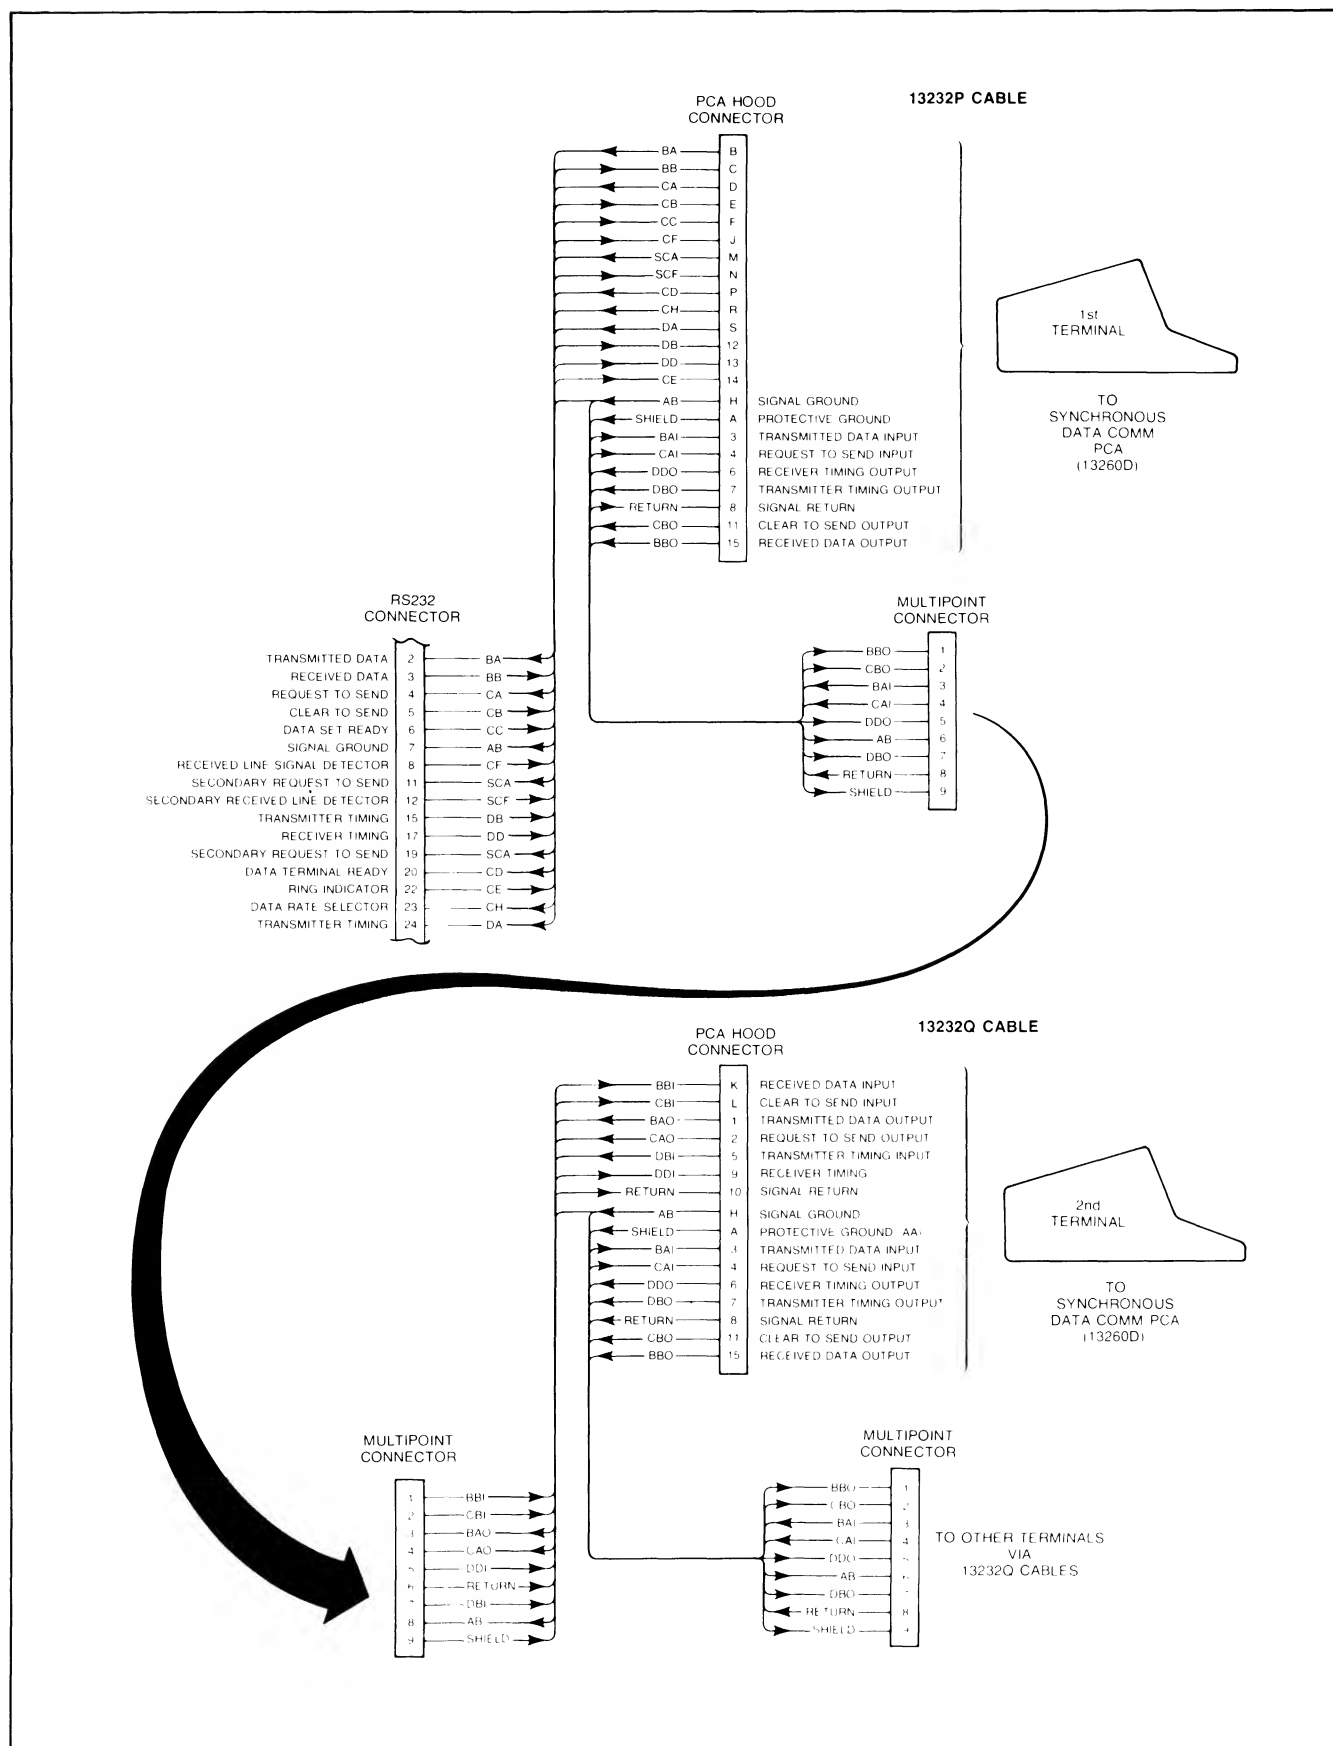 13232P CABLE
PCA HOOD
CONNECTOR
BA B
BB C
CA D
CB E
CC F
CF J
SCA M
SCF N
CD P
CH R
DA S
DB 12
DD 13
CE 14
AB H SIGNAL GROUND
SHIELD A PROTECTIVE GROUND
BAI 3 TRANSMITTED DATA INPUT
CAI 4 REQUEST TO SEND INPUT
DDO 6 RECEIVER TIMING OUTPUT
DBO 7 TRANSMITTER TIMING OUTPUT
RETURN 8 SIGNAL RETURN
CBO 11 CLEAR TO SEND OUTPUT
BBO 15 RECEIVED DATA OUTPUT
1st
TERMINAL
TO
SYNCHRONOUS
DATA COMM
PCA
(13260D)
RS232
CONNECTOR
TRANSMITTED DATA 2 BA
RECEIVED DATA 3 BB
REQUEST TO SEND 4 CA
CLEAR TO SEND 5 CB
DATA SET READY 6 CC
SIGNAL GROUND 7 AB
RECEIVED LINE SIGNAL DETECTOR 8 CF
SECONDARY REQUEST TO SEND 11 SCA
SECONDARY RECEIVED LINE DETECTOR 12 SCF
TRANSMITTER TIMING 15 DB
RECEIVER TIMING 17 DD
SECONDARY REQUEST TO SEND 19 SCA
DATA TERMINAL READY 20 CD
RING INDICATOR 22 CE
DATA RATE SELECTOR 23 CH
TRANSMITTER TIMING 24 DA
MULTIPOINT
CONNECTOR
BBO 1
CBO 2
BAI 3
CAI 4
DDO 5
AB 6
DBO 7
RETURN 8
SHIELD 9
13232Q CABLE
PCA HOOD
CONNECTOR
BBI K RECEIVED DATA INPUT
CBI L CLEAR TO SEND INPUT
BAO 1 TRANSMITTED DATA OUTPUT
CAO 2 REQUEST TO SEND OUTPUT
DBI 5 TRANSMITTER TIMING INPUT
DDI 9 RECEIVER TIMING
RETURN 10 SIGNAL RETURN
AB H SIGNAL GROUND
SHIELD A PROTECTIVE GROUND AA
BAI 3 TRANSMITTED DATA INPUT
CAI 4 REQUEST TO SEND INPUT
DDO 6 RECEIVER TIMING OUTPUT
DBO 7 TRANSMITTER TIMING OUTPUT
RETURN 8 SIGNAL RETURN
CBO 11 CLEAR TO SEND OUTPUT
BBO 15 RECEIVED DATA OUTPUT
2nd
TERMINAL
TO
SYNCHRONOUS
DATA COMM PCA
(13260D)
MULTIPOINT
CONNECTOR
1 BBI
2 CBI
3 BAO
4 CAO
5 DDI
6 RETURN
7 DBI
8 AB
9 SHIELD
MULTIPOINT
CONNECTOR
BBO 1
CBO 2
BAI 3
CAI 4
DDO 5
AB 6
DBO
RETURN 8
SHIELD 9
TO OTHER TERMINALS
VIA
13232Q CABLES